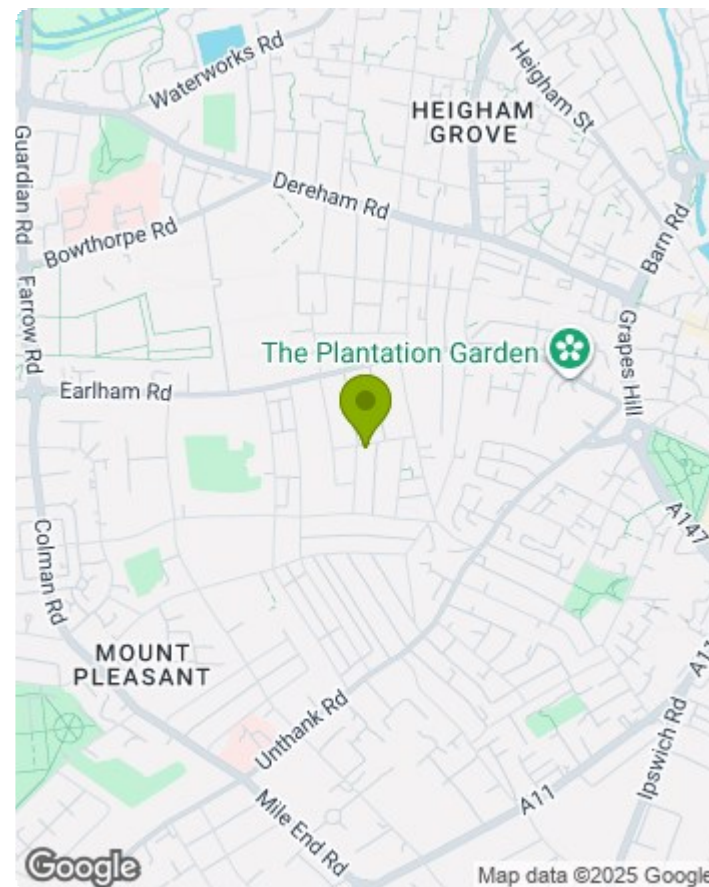 Waterworks Rd
Heigham St
HEIGHAM
GROVE
Guardian Rd
Dereham Rd
Barn Rd
Bowthorpe Rd
Farrow Rd
Grapes Hill
The Plantation Garden
Earlham Rd
A147
Colman Rd
MOUNT
PLEASANT
Unthank Rd
Ipswich Rd
A11
Mile End Rd
Google
Map data ©2025 Google